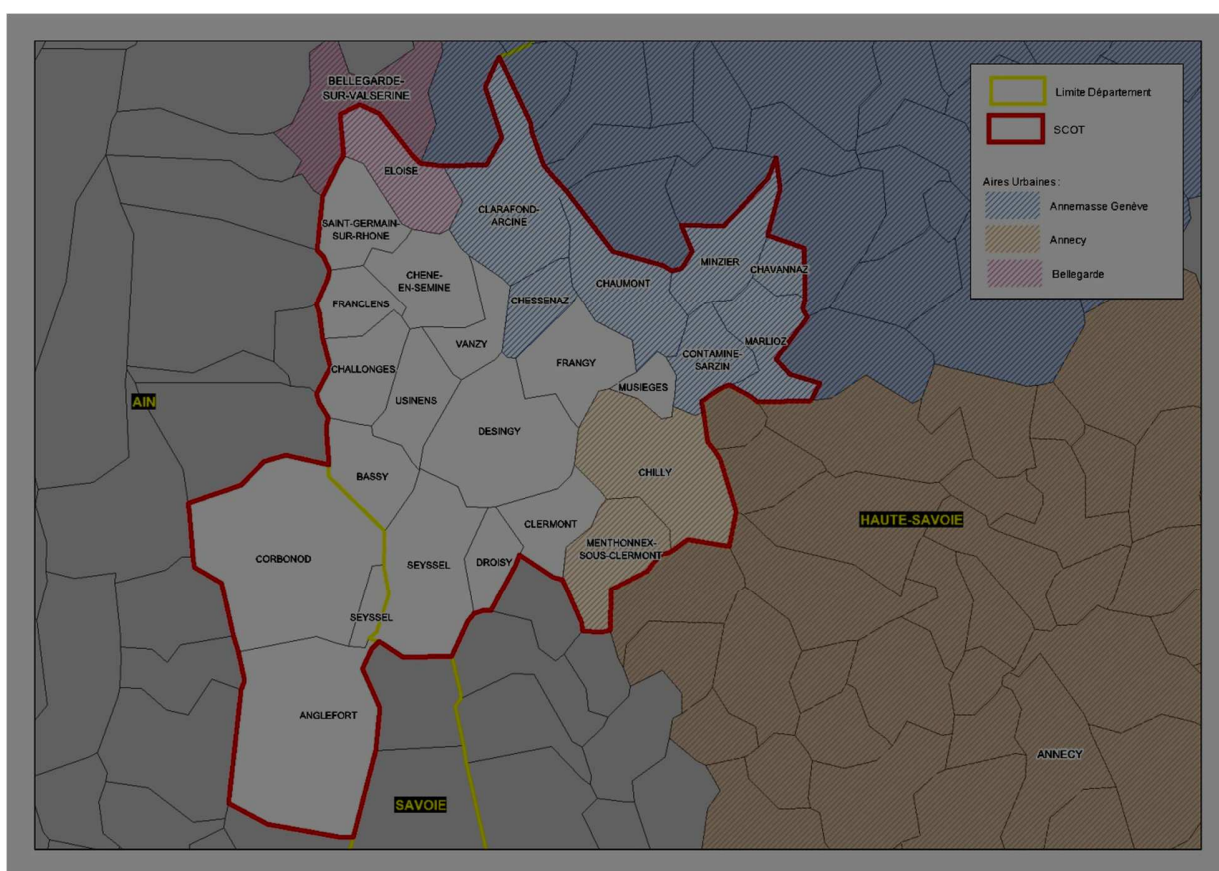 BELLEGARDE-
SUR-VALSERINE
Limite Département
SCOT
Aires Urbaines :
Annemasse Genève
Annecy
Bellegarde
ELOISE
CLARAFOND-
ARCINE
SAINT-GERMAIN-
SUR-RHONE
MINZIER
CHAVANNAZ
CHENE-
EN-SEMINE
CHAUMONT
FRANCLENS
CHESSENAZ
VANZY
MARLIOZ
CONTAMINE-
SARZIN
FRANGY
CHALLONGES
MUSIEGES
USINENS
AIN
DESINGY
BASSY
CHILLY
HAUTE-SAVOIE
CLERMONT
MENTHONNEX-
SOUS-CLERMONT
CORBONOD
SEYSSEL
DROISY
SEYSSEL
ANGLEFORT
ANNECY
SAVOIE